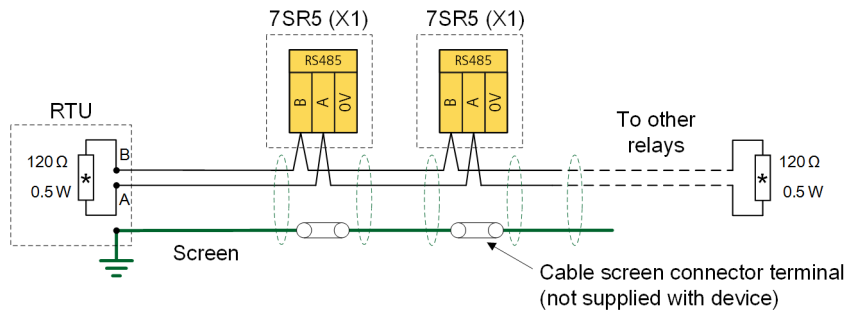 7SR5 (X1)
7SR5 (X1)
RS485
B
A
0V
RS485
B
A
0V
RTU
120 Ω
0.5 W
*
B
A
To other
relays
*
120 Ω
0.5 W
Screen
Cable screen connector terminal
(not supplied with device)